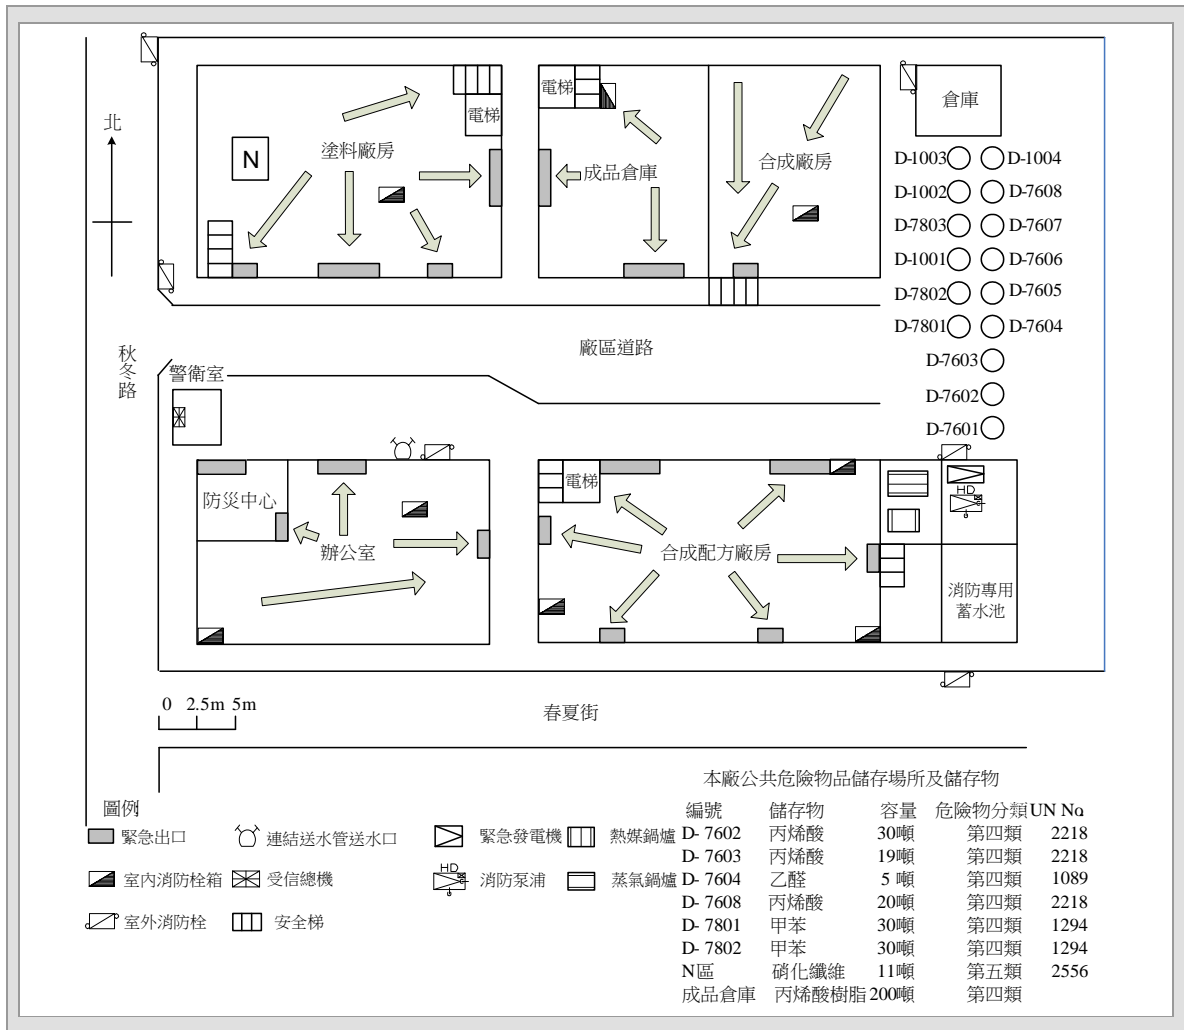 北
電梯
塗料廠房
N
電梯
成品倉庫
合成廠房
倉庫
D-1003
D-1004
D-1002
D-7608
D-7803
D-7607
D-1001
D-7606
D-7802
D-7605
D-7801
D-7604
D-7603
D-7602
D-7601
廠區道路
秋冬路
警衛室
防災中心
辦公室
電梯
合成配方廠房
HD
消防專用
蓄水池
0 2.5m 5m
春夏街
圖例
緊急出口
連結送水管送水口
緊急發電機
熱媒鍋爐
室內消防栓箱
受信總機
HD
消防泵浦
蒸氣鍋爐
室外消防栓
安全梯
本廠公共危險物品儲存場所及儲存物
編號 儲存物 容量 危險物分類 UN No.
D- 7602 丙烯酸 30噸 第四類 2218
D- 7603 丙烯酸 19噸 第四類 2218
D- 7604 乙醛 5 噸 第四類 1089
D- 7608 丙烯酸 20噸 第四類 2218
D- 7801 甲苯 30噸 第四類 1294
D- 7802 甲苯 30噸 第四類 1294
N區 硝化纖維 11噸 第五類 2556
成品倉庫 丙烯酸樹脂 200噸 第四類